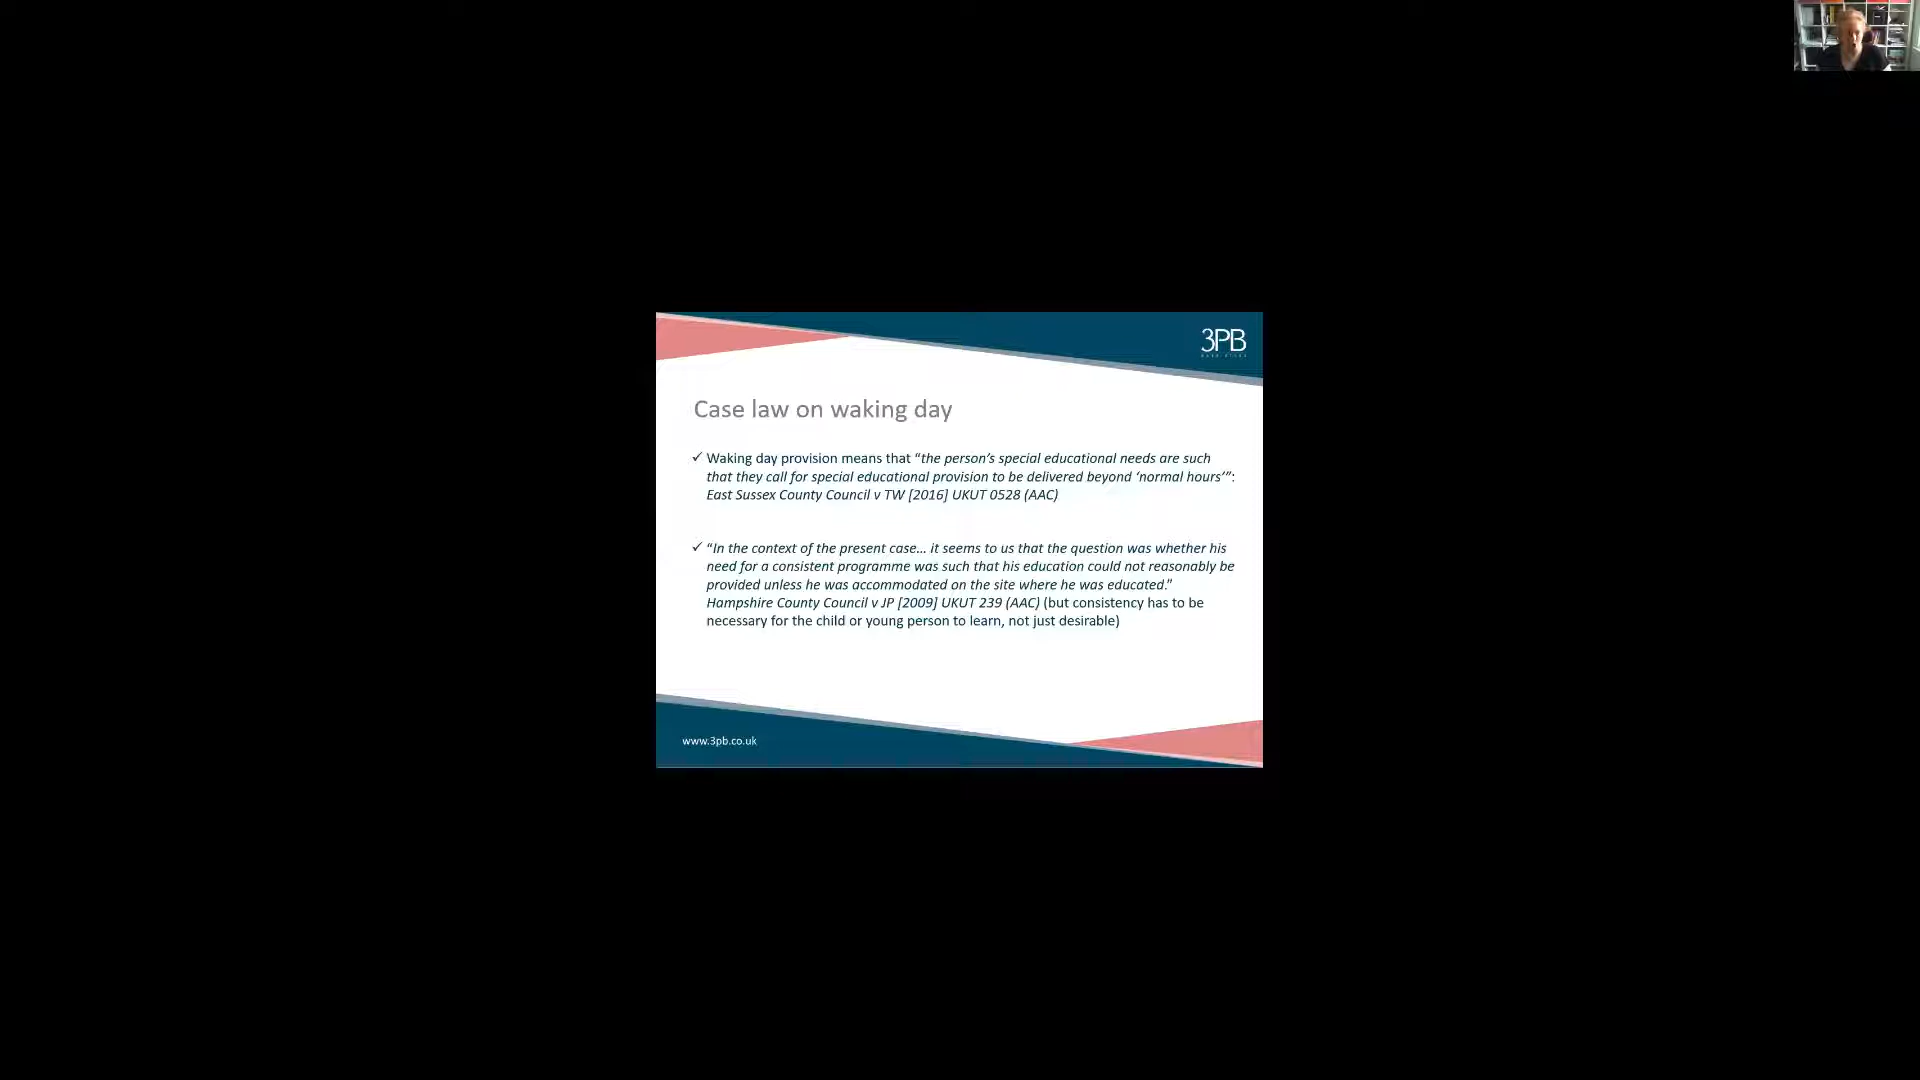 3PB
Case law on waking day
✓ Waking day provision means that “the person’s special educational needs are such
that they call for special educational provision to be delivered beyond ‘normal hours’”:
East Sussex County Council v TW [2016] UKUT 0528 (AAC)
✓ “In the context of the present case... it seems to us that the question was whether his
need for a consistent programme was such that his education could not reasonably be
provided unless he was accommodated on the site where he was educated.”
Hampshire County Council v JP [2009] UKUT 239 (AAC) (but consistency has to be
necessary for the child or young person to learn, not just desirable)
www.3pb.co.uk